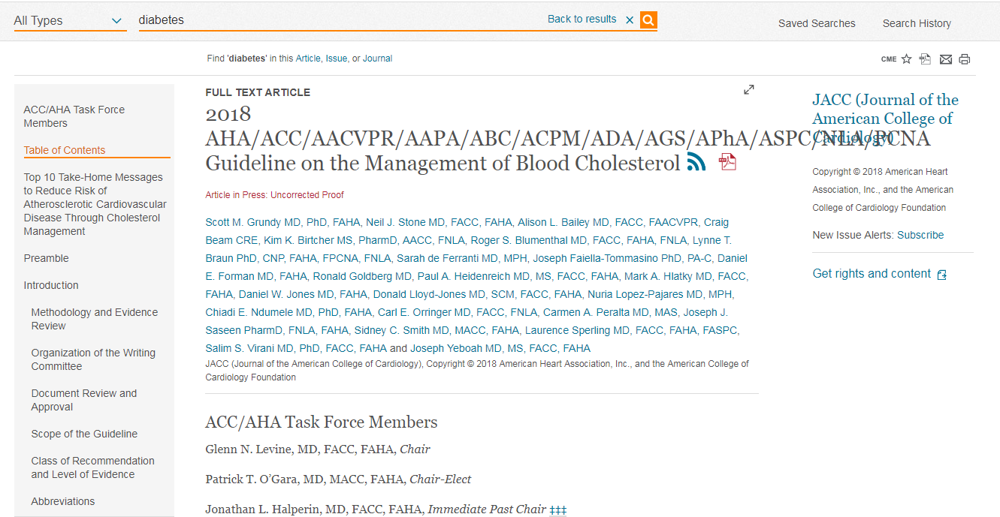 All Types
diabetes
Back to results
Saved Searches
Search History
Find 'diabetes' in this Article, Issue, or Journal
CME
ACC/AHA Task Force
Members
Table of Contents
Top 10 Take-Home Messages
to Reduce Risk of
Atherosclerotic Cardiovascular
Disease Through Cholesterol
Management
Preamble
Introduction
Methodology and Evidence
Review
Organization of the Writing
Committee
Document Review and
Approval
Scope of the Guideline
Class of Recommendation
and Level of Evidence
Abbreviations
FULL TEXT ARTICLE
2018
AHA/ACC/AACVPR/AAPA/ABC/ACPM/ADA/AGS/APhA/ASPC/NLA/PCNA
Guideline on the Management of Blood Cholesterol
Article in Press: Uncorrected Proof
Scott M. Grundy MD, PhD, FAHA, Neil J. Stone MD, FACC, FAHA, Alison L. Bailey MD, FACC, FAACVPR, Craig
Beam CRE, Kim K. Birtcher MS, PharmD, AACC, FNLA, Roger S. Blumenthal MD, FACC, FAHA, FNLA, Lynne T.
Braun PhD, CNP, FAHA, FPCNA, FNLA, Sarah de Ferranti MD, MPH, Joseph Faiella-Tommasino PhD, PA-C, Daniel
E. Forman MD, FAHA, Ronald Goldberg MD, Paul A. Heidenreich MD, MS, FACC, FAHA, Mark A. Hlatky MD, FACC,
FAHA, Daniel W. Jones MD, FAHA, Donald Lloyd-Jones MD, SCM, FACC, FAHA, Nuria Lopez-Pajares MD, MPH,
Chiadi E. Ndumele MD, PhD, FAHA, Carl E. Orringer MD, FACC, FNLA, Carmen A. Peralta MD, MAS, Joseph J.
Saseen PharmD, FNLA, FAHA, Sidney C. Smith MD, MACC, FAHA, Laurence Sperling MD, FACC, FAHA, FASPC,
Salim S. Virani MD, PhD, FACC, FAHA and Joseph Yeboah MD, MS, FACC, FAHA
JACC (Journal of the American College of Cardiology), Copyright © 2018 American Heart Association, Inc., and the American College of
Cardiology Foundation
ACC/AHA Task Force Members
Glenn N. Levine, MD, FACC, FAHA, Chair
Patrick T. O’Gara, MD, MACC, FAHA, Chair-Elect
Jonathan L. Halperin, MD, FACC, FAHA, Immediate Past Chair ‡‡‡
JACC (Journal of the
American College of
Cardiology)
Copyright © 2018 American Heart
Association, Inc., and the American
College of Cardiology Foundation
New Issue Alerts: Subscribe
Get rights and content